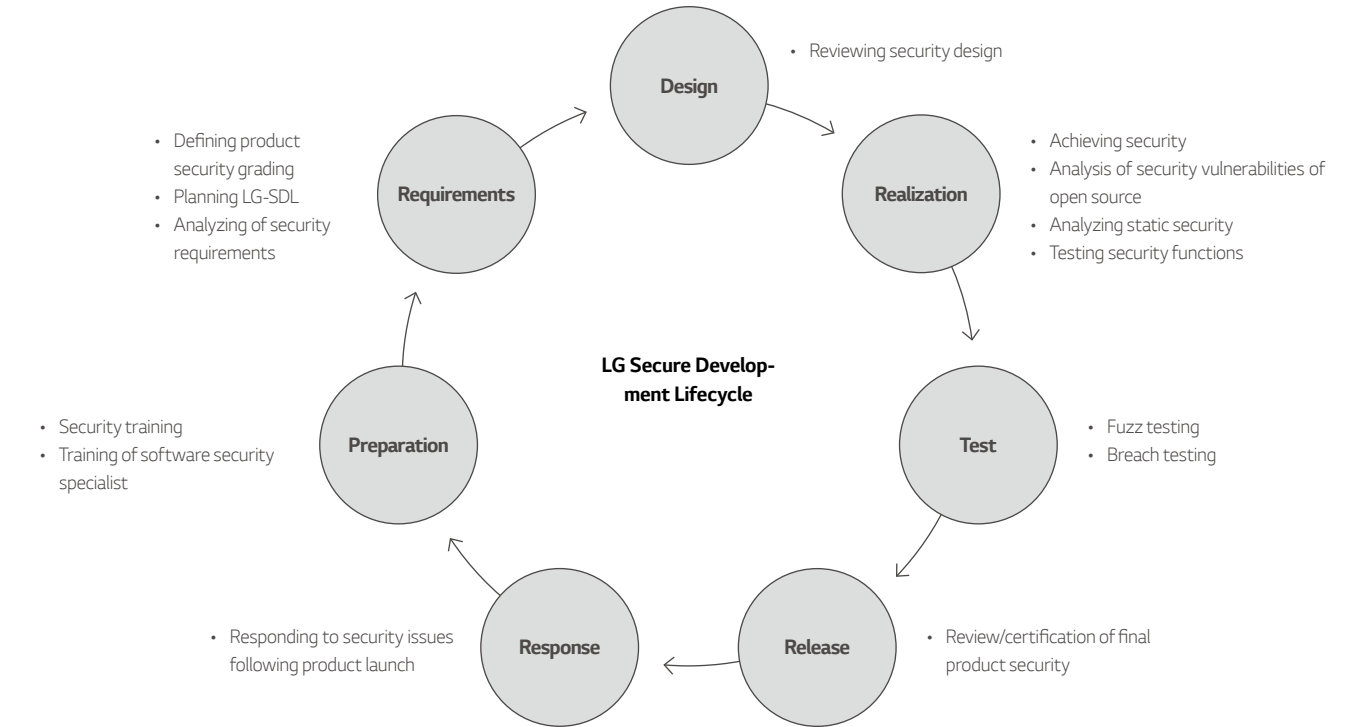 Design
• Reviewing security design
• Defining product
security grading
• Planning LG-SDL
• Analyzing of security
requirements
Requirements
Realization
• Achieving security
• Analysis of security vulnerabilities of
open source
• Analyzing static security
• Testing security functions
LG Secure Develop-
ment Lifecycle
• Security training
• Training of software security
specialist
Preparation
Test
• Fuzz testing
• Breach testing
• Responding to security issues
following product launch
Response
Release
• Review/certification of final
product security